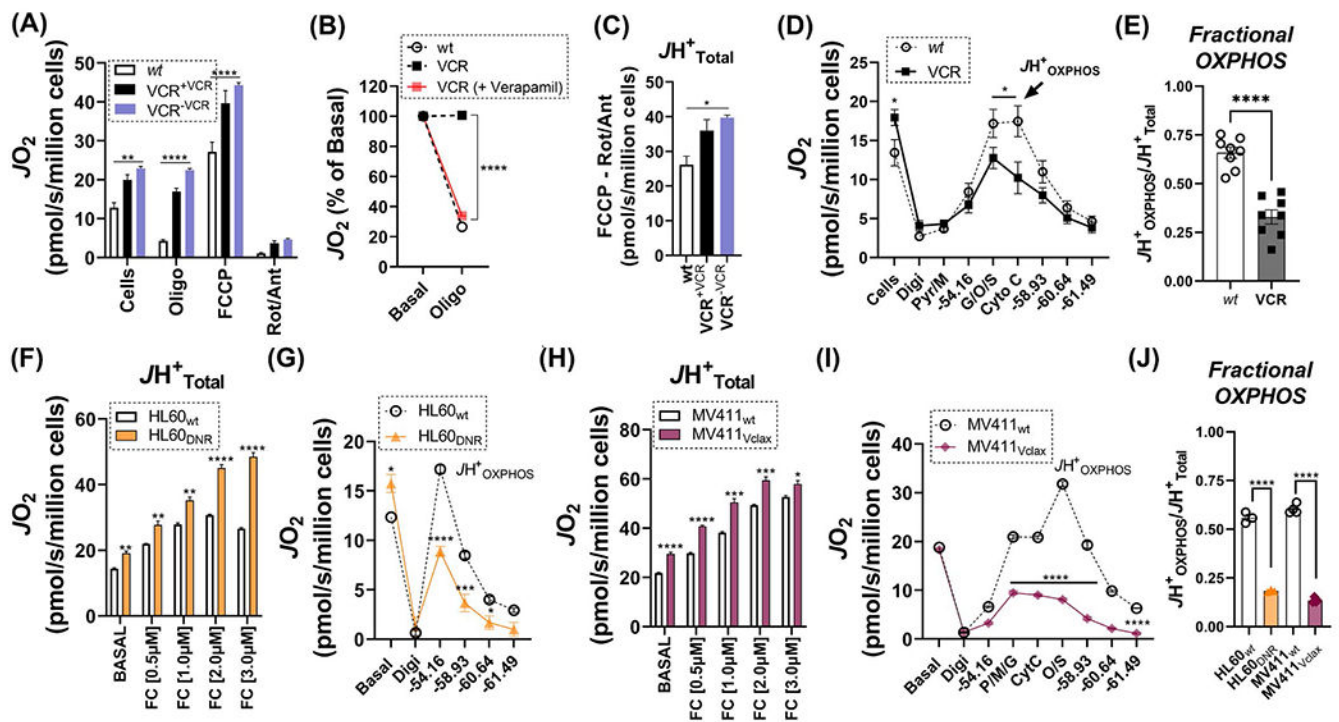 (A)
JO2
(pmol/s/million cells)
wt
VCR+VCR
VCR-VCR
****
**
****
50
40
30
20
10
0
Cells
Oligo
FCCP
Rot/Ant
(B)
wt
VCR
VCR (+ Verapamil)
JO2 (% of Basal)
120
100
80
60
40
20
0
****
Basal
Oligo
(C)
JH+Total
FCCP - Rot/Ant
(pmol/s/million cells)
50
40
30
20
10
0
*
wt
VCR+VCR
VCR-VCR
(D)
wt
VCR
JH+OXPHOS
JO2
(pmol/s/million cells)
25
20
15
10
5
0
*
*
Cells
Digi
Pyr/M
-54.16
G/O/S
Cyto C
-58.93
-60.64
-61.49
(E)
Fractional
OXPHOS
JH+OXPHOS/JH+Total
1.00
0.75
0.50
0.25
0.00
****
wt
VCR
(F)
JH+Total
HL60wt
HL60DNR
JO2
(pmol/s/million cells)
60
40
20
0
**
**
**
****
****
BASAL
FC [0.5µM]
FC [1.0µM]
FC [2.0µM]
FC [3.0µM]
(G)
HL60wt
HL60DNR
JH+OXPHOS
JO2
(pmol/s/million cells)
20
15
10
5
0
*
****
***
*
Basal
Digi
-54.16
-58.93
-60.64
-61.49
(H)
JH+Total
MV411wt
MV411Vclax
JO2
(pmol/s/million cells)
80
60
40
20
0
****
****
***
***
*
BASAL
FC [0.5µM]
FC [1.0µM]
FC [2.0µM]
FC [3.0µM]
(I)
MV411wt
MV411Vclax
JH+OXPHOS
JO2
(pmol/s/million cells)
40
30
20
10
0
****
****
Basal
Digi
-54.16
P/M/G
CytC
O/S
-58.93
-60.64
-61.49
(J)
Fractional
OXPHOS
JH+OXPHOS/JH+Total
1.00
0.75
0.50
0.25
0.00
****
****
HL60wt
HL60DNR
MV411wt
MV411Vclax